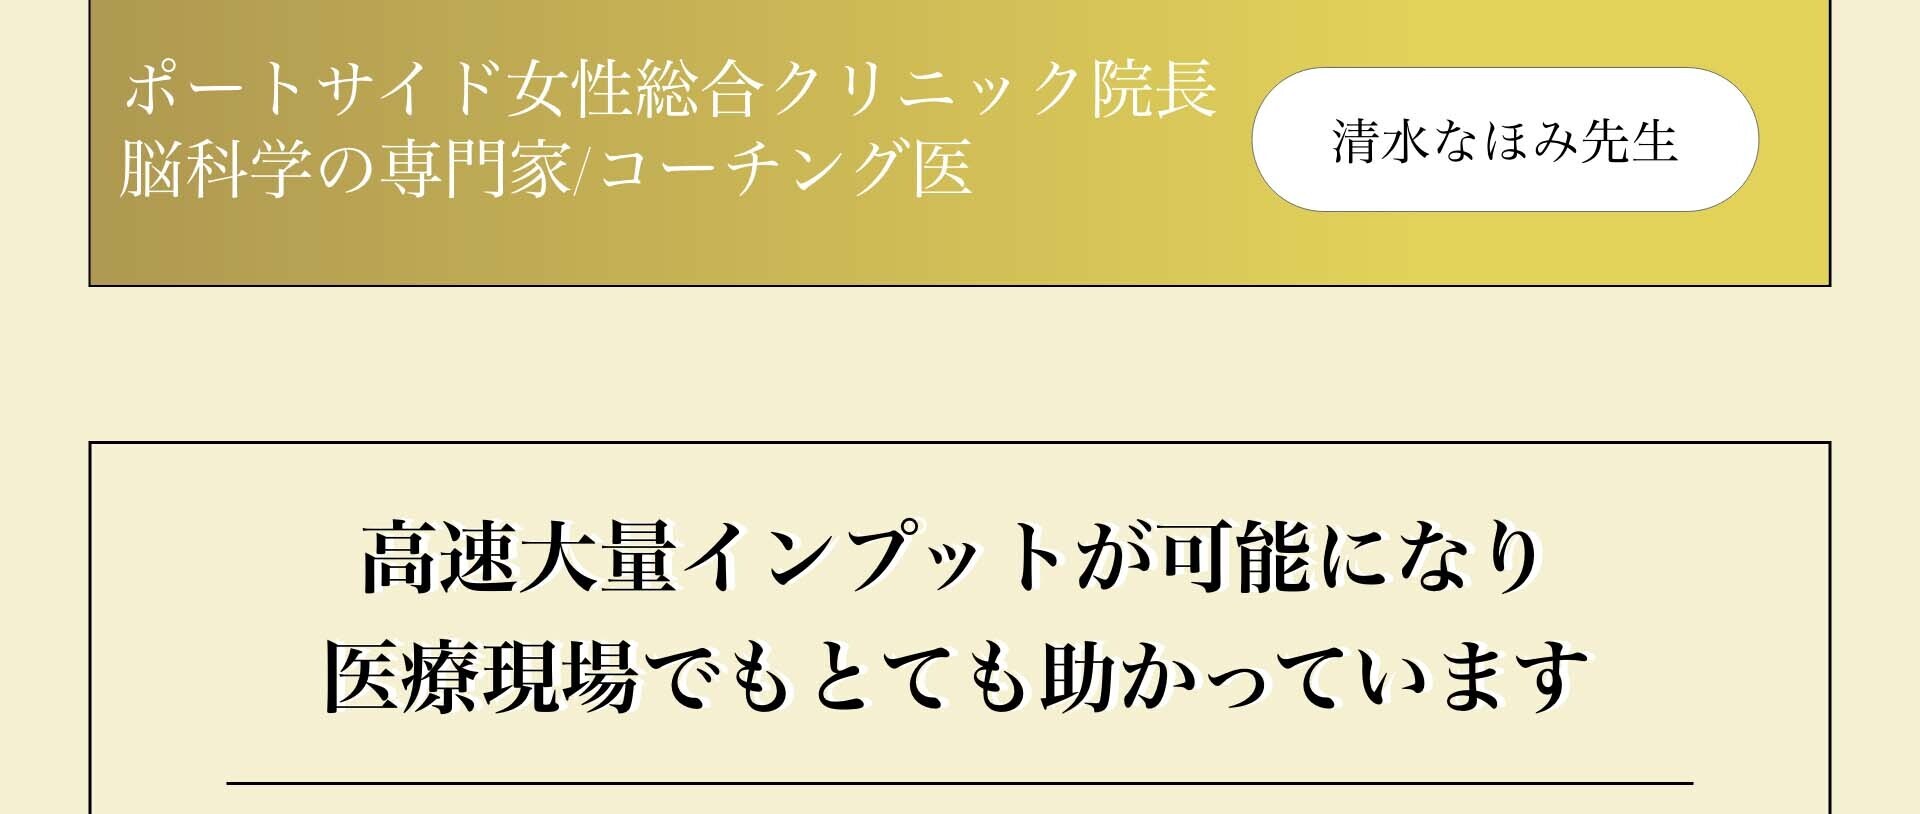 ポートサイド女性総合クリニック院長
脳科学の専門家/コーチング医
清水なほみ先生
高速大量インプットが可能になり
医療現場でもとても助かっています